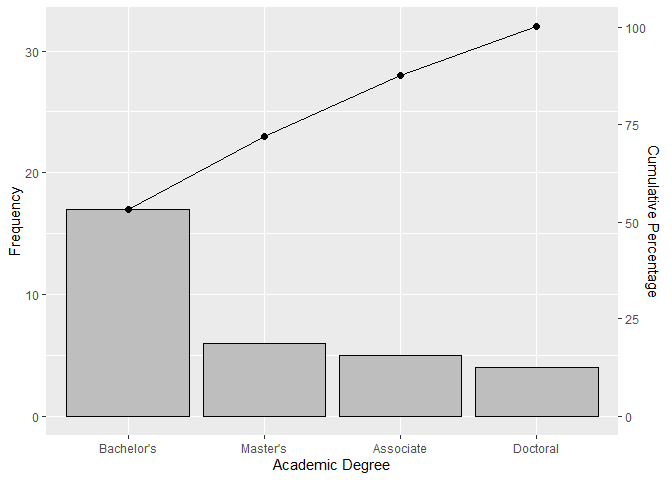 30
20
10
0
Frequency
100
75
50
25
0
Cumulative Percentage
Bachelor's Master's Associate Doctoral
Academic Degree